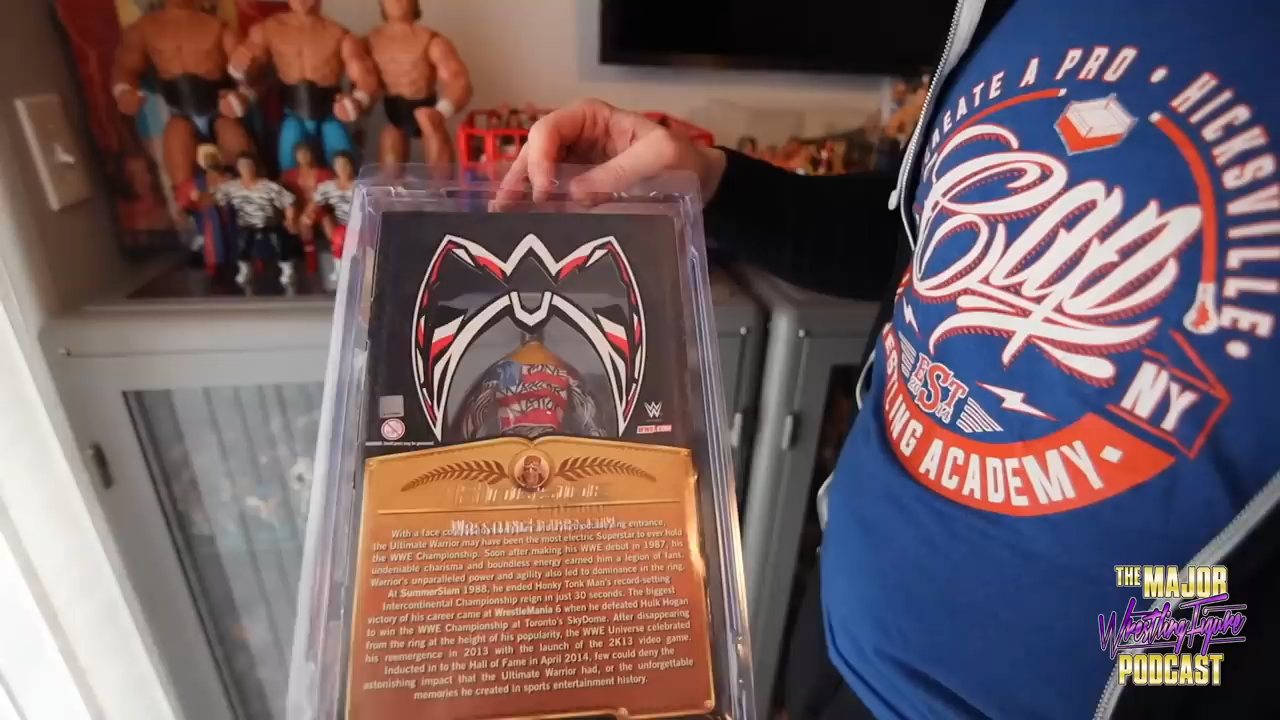 CREATE A PRO • HICKSVILLE •
Cap
NY
EST
WRESTLING ACADEMY •
ONE
WARRIOR
NATION
W
With a face entrance,
the Ultimate Warrior may have been the most electric Superstar to ever hold
the WWE Championship. Soon after making his WWE debut in 1987, his
undeniable charisma and boundless energy earned him a legion of fans.
Warrior's unparalleled power and agility also led to dominance in the ring.
At SummerSlam 1988, he ended Honky Tonk Man's record-setting
Intercontinental Championship reign in just 30 seconds. The biggest
victory of his career came at WrestleMania 6 when he defeated Hulk Hogan
to win the WWE Championship at Toronto's SkyDome. After disappearing
from the ring at the height of his popularity, the WWE Universe celebrated
his reemergence in 2013 with the launch of the 2K13 video game.
Inducted in to the Hall of Fame in April 2014, few could deny the
astonishing impact that the Ultimate Warrior had, or the unforgettable
memories he created in sports entertainment history.
THE MAJOR
Wrestling Figure
PODCAST